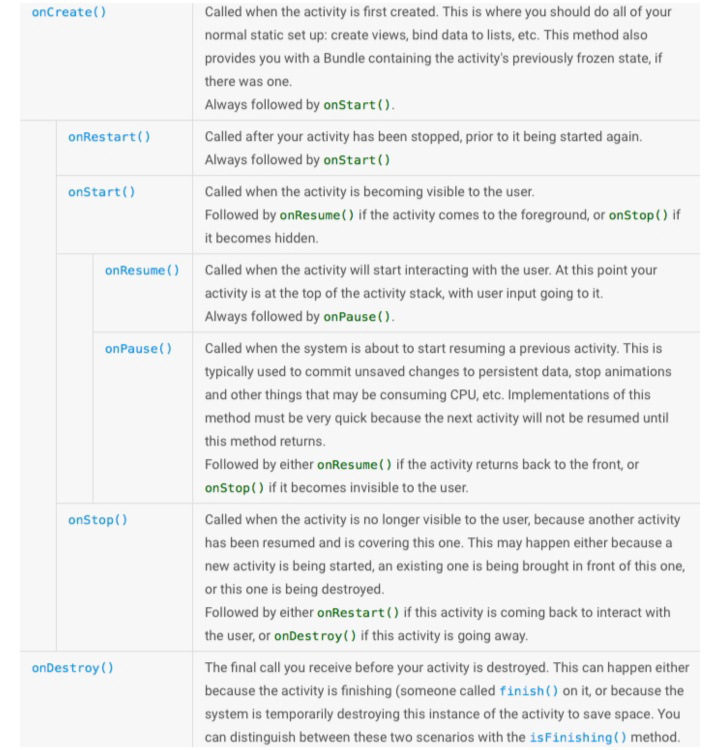 onCreate()
Called when the activity is first created. This is where you should do all of your
normal static set up: create views, bind data to lists, etc. This method also
provides you with a Bundle containing the activity's previously frozen state, if
there was one.
Always followed by onStart().
onRestart()
Called after your activity has been stopped, prior to it being started again.
Always followed by onStart()
onStart()
Called when the activity is becoming visible to the user.
Followed by onResume() if the activity comes to the foreground, or onStop() if
it becomes hidden.
onResume()
Called when the activity will start interacting with the user. At this point your
activity is at the top of the activity stack, with user input going to it.
Always followed by onPause().
onPause()
Called when the system is about to start resuming a previous activity. This is
typically used to commit unsaved changes to persistent data, stop animations
and other things that may be consuming CPU, etc. Implementations of this
method must be very quick because the next activity will not be resumed until
this method returns.
Followed by either onResume() if the activity returns back to the front, or
onStop() if it becomes invisible to the user.
onStop()
Called when the activity is no longer visible to the user, because another activity
has been resumed and is covering this one. This may happen either because a
new activity is being started, an existing one is being brought in front of this one,
or this one is being destroyed.
Followed by either onRestart() if this activity is coming back to interact with
the user, or onDestroy() if this activity is going away.
onDestroy()
The final call you receive before your activity is destroyed. This can happen either
because the activity is finishing (someone called finish() on it, or because the
system is temporarily destroying this instance of the activity to save space. You
can distinguish between these two scenarios with the isFinishing() method.